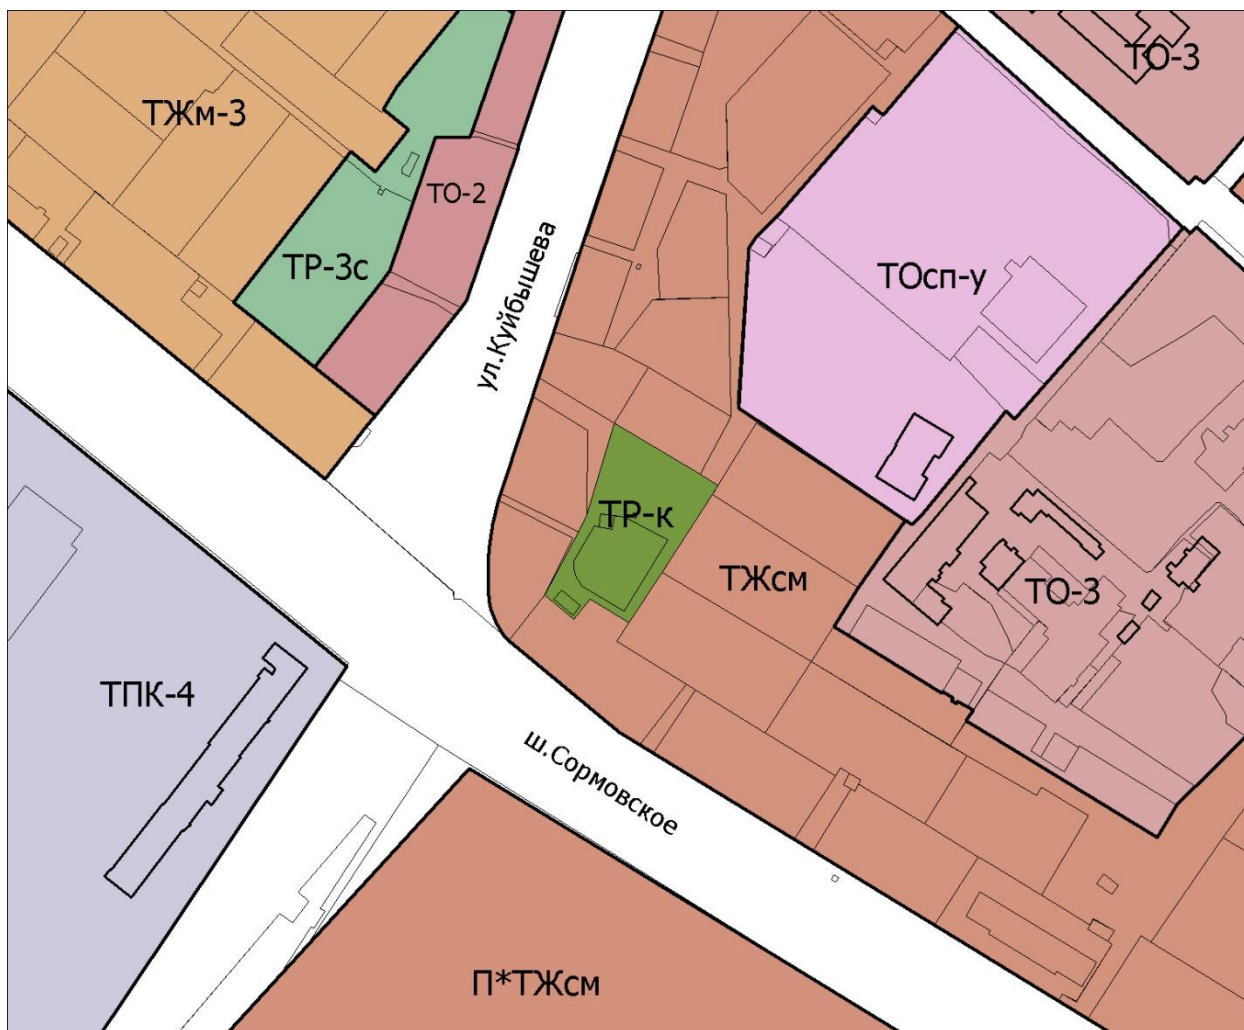 ТО-3
ТЖм-3
ТО-2
ТР-3с
ТОсп-у
ул.Куйбышева
ТР-к
ТЖсм
ТО-3
ТПК-4
ш.Сормовское
П*ТЖсм